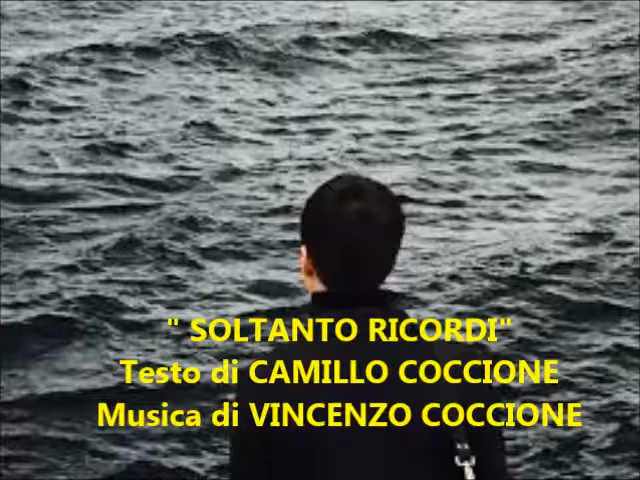 " SOLTANTO RICORDI"
Testo di CAMILLO COCCIONE
Musica di VINCENZO COCCIONE